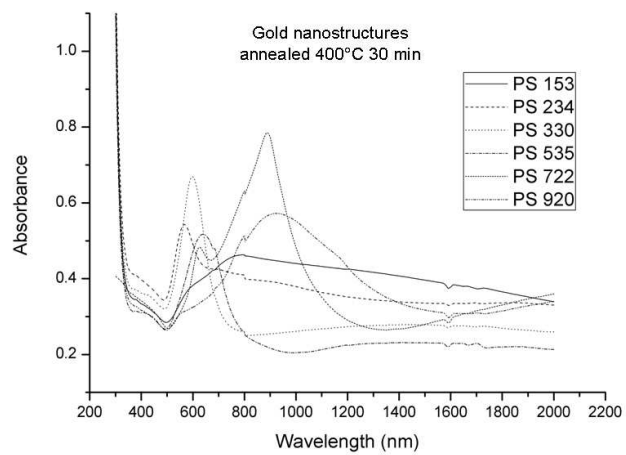 Gold nanostructures
annealed 400°C 30 min
PS 153
PS 234
PS 330
PS 535
PS 722
PS 920
Absorbance
1.0
0.8
0.6
0.4
0.2
200 400 600 800 1000 1200 1400 1600 1800 2000 2200
Wavelength (nm)